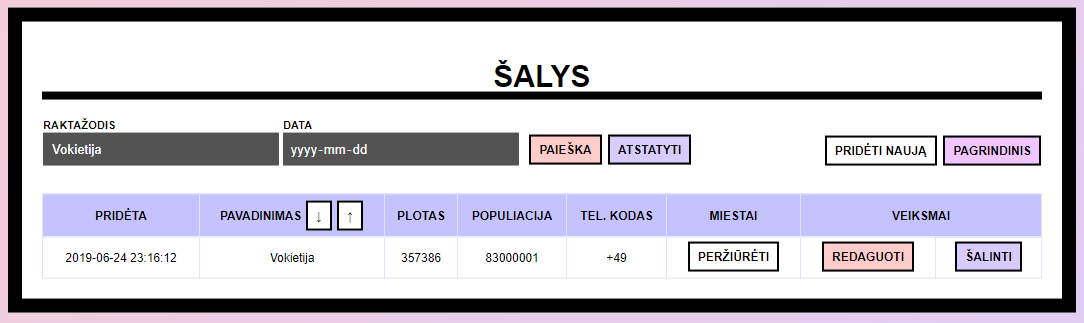 ŠALYS
RAKTAŽODIS DATA
Vokietija yyyy-mm-dd PAIEŠKA ATSTATYTI PRIDĖTI NAUJĄ PAGRINDINIS
PRIDĖTA PAVADINIMAS ↓ ↑ PLOTAS POPULIACIJA TEL. KODAS MIESTAI VEIKSMAI
2019-06-24 23:16:12 Vokietija 357386 83000001 +49 PERŽIŪRĖTI REDAGUOTI ŠALINTI